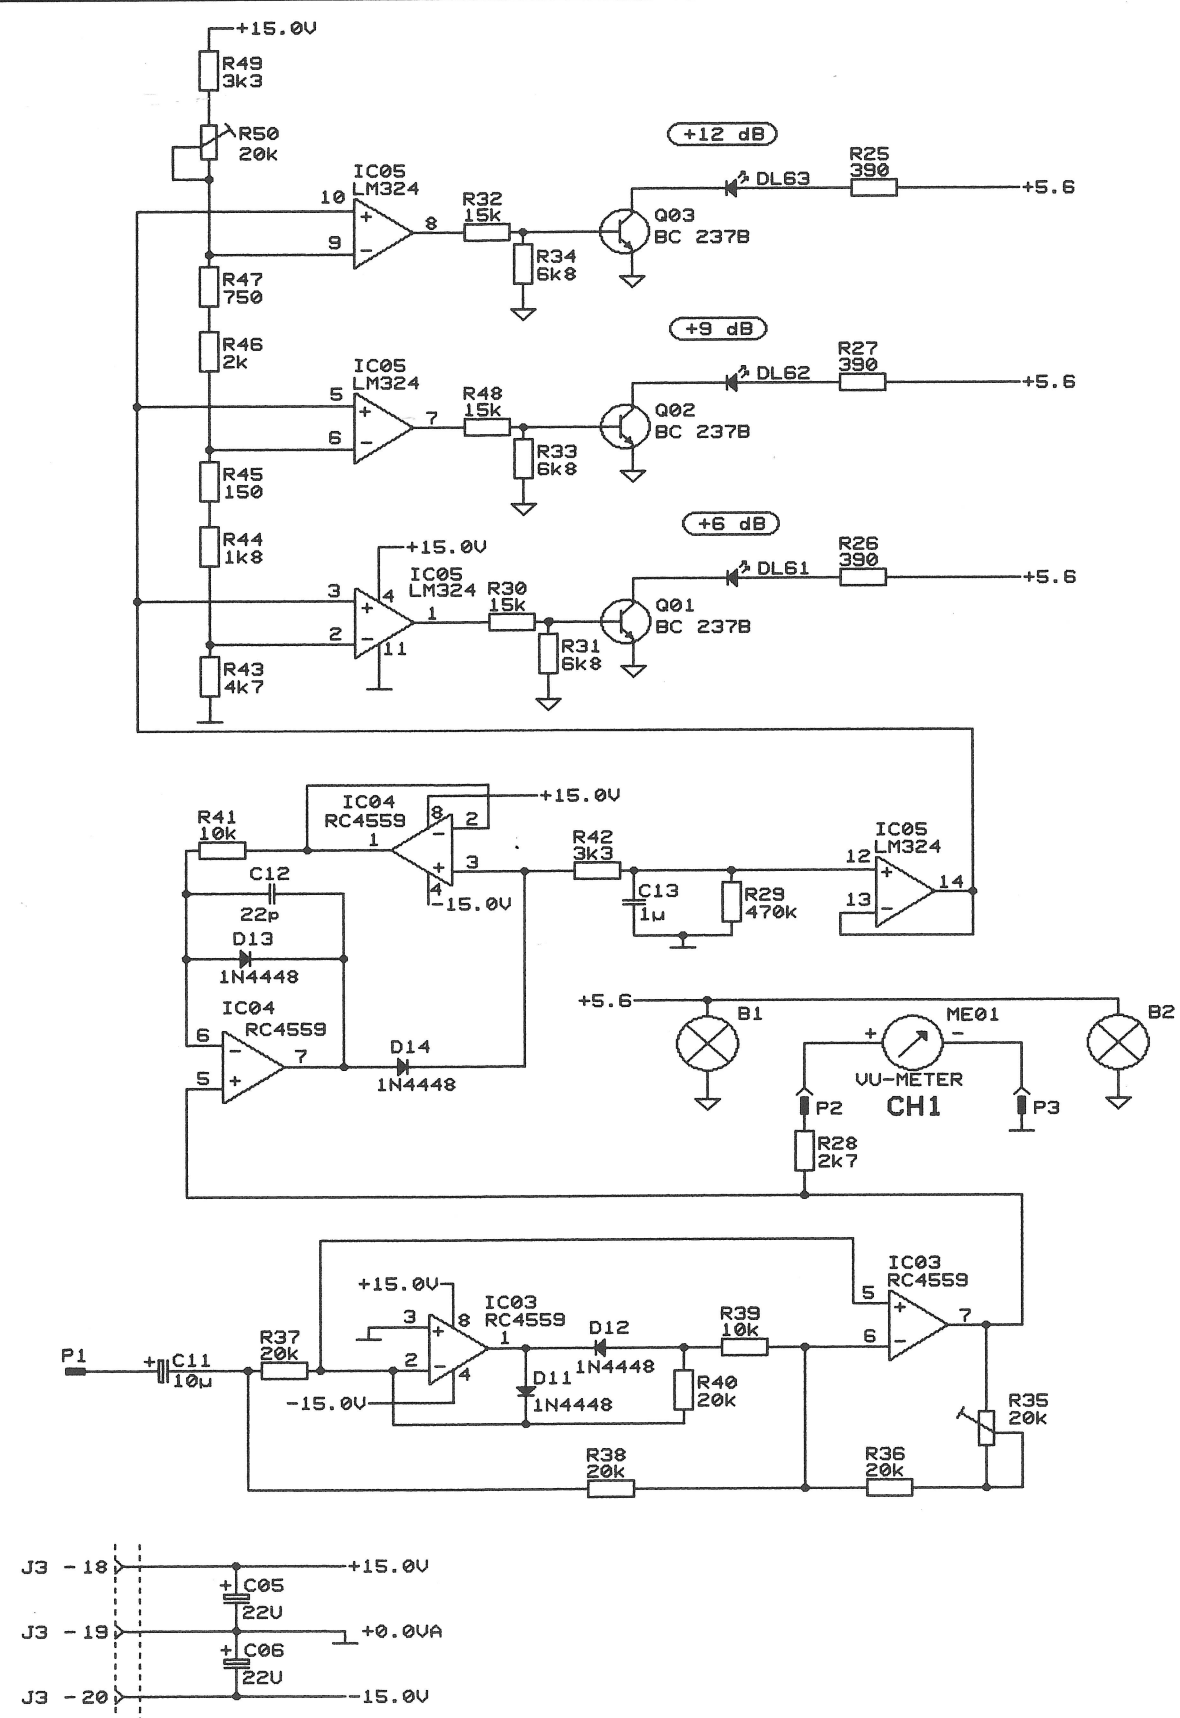 +15.0V
R49
3k3
R50
20k
+12 dB
R25
390
DL63
+5.6
IC05
LM324
10
9
8
R32
15k
R34
6k8
Q03
BC 237B
R47
750
R46
2k
+9 dB
R27
390
DL62
+5.6
IC05
LM324
5
6
7
R48
15k
R33
6k8
Q02
BC 237B
R45
150
R44
1k8
+6 dB
R26
390
DL61
+5.6
+15.0V
IC05
LM324
3
2
4
11
1
R30
15k
R31
6k8
Q01
BC 237B
R43
4k7
R41
10k
IC04
RC4559
1
8
2
3
4
+15.0V
-15.0V
C12
22p
D13
1N4448
R42
3k3
C13
1µ
R29
470k
IC05
LM324
12
13
14
IC04
RC4559
6
5
7
D14
1N4448
+5.6
B1
ME01
+ -
VU-METER
CH1
B2
P2
P3
R28
2k7
IC03
RC4559
5
6
7
+15.0V
IC03
RC4559
3
2
8
4
1
-15.0V
P1
+ C11
10µ
R37
20k
D12
1N4448
D11
1N4448
R39
10k
R40
20k
R35
20k
R38
20k
R36
20k
J3 -18
+15.0V
+ C05
22U
J3 -19
+0.0VA
+ C06
22U
J3 -20
-15.0V